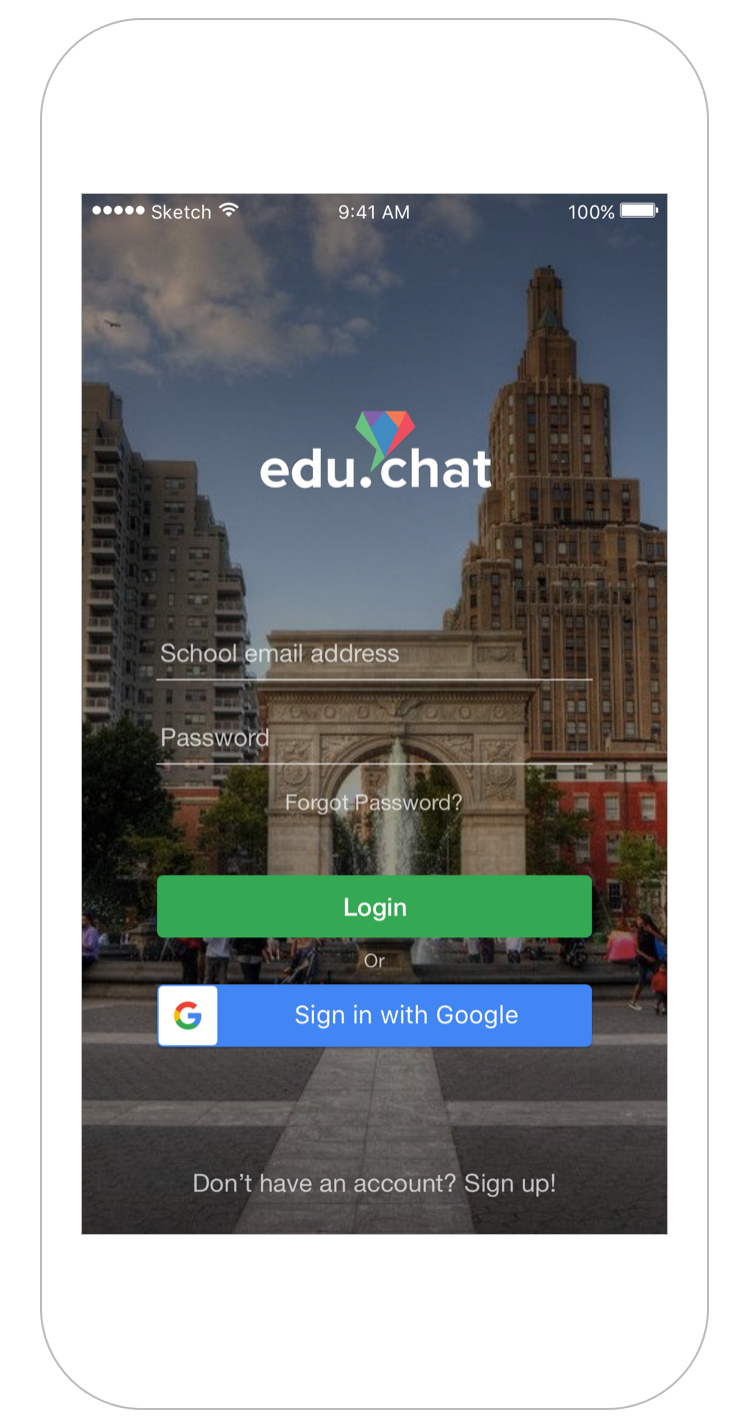 Sketch 9:41 AM 100%
edu.chat
School email address
Password
Forgot Password?
Login
Or
Sign in with Google
Don’t have an account? Sign up!